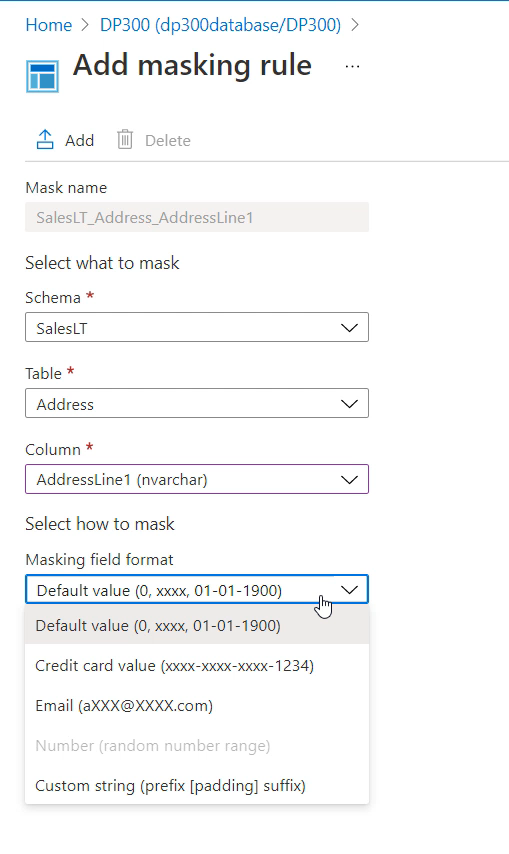 Home > DP300 (dp300database/DP300) >
Add masking rule ...
Add Delete
Mask name
SalesLT_Address_AddressLine1
Select what to mask
Schema *
SalesLT
Table *
Address
Column *
AddressLine1 (nvarchar)
Select how to mask
Masking field format
Default value (0, xxxx, 01-01-1900)
Default value (0, xxxx, 01-01-1900)
Credit card value (xxxx-xxxx-xxxx-1234)
Email (aXXX@XXXX.com)
Number (random number range)
Custom string (prefix [padding] suffix)